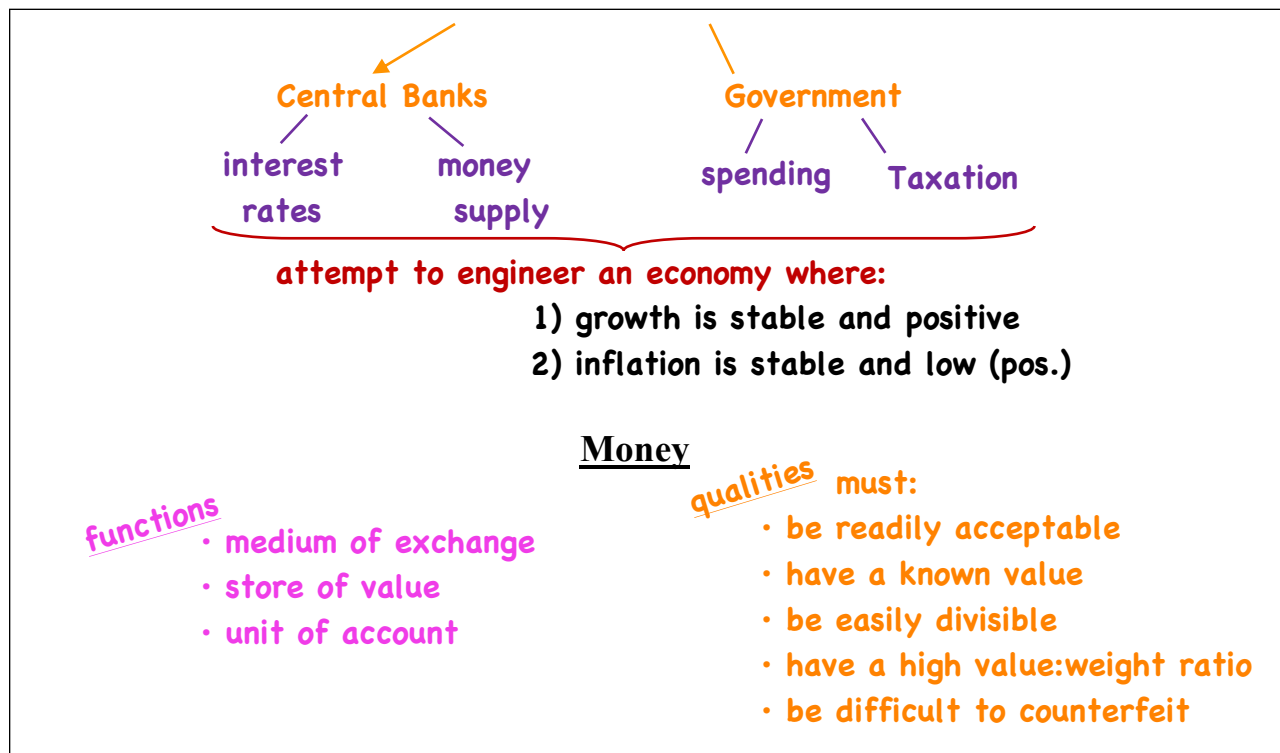 Central Banks
Government
interest
rates
money
supply
spending
Taxation
attempt to engineer an economy where:
1) growth is stable and positive
2) inflation is stable and low (pos.)
Money
functions
· medium of exchange
· store of value
· unit of account
qualities must:
· be readily acceptable
· have a known value
· be easily divisible
· have a high value:weight ratio
· be difficult to counterfeit